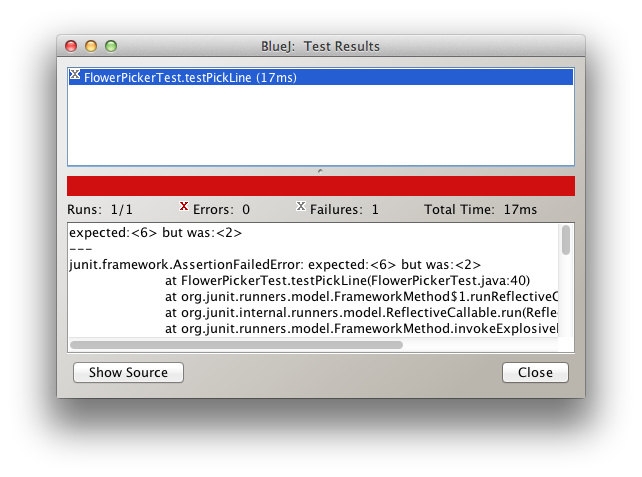 BlueJ: Test Results
FlowerPickerTest.testPickLine (17ms)
Runs: 1/1 X Errors: 0 X Failures: 1 Total Time: 17ms
expected:<6> but was:<2>
---
junit.framework.AssertionFailedError: expected:<6> but was:<2>
at FlowerPickerTest.testPickLine(FlowerPickerTest.java:40)
at org.junit.runners.model.FrameworkMethod$1.runReflectiveC
at org.junit.internal.runners.model.ReflectiveCallable.run(Refle
at org.junit.runners.model.FrameworkMethod.invokeExplosivel
Show Source Close